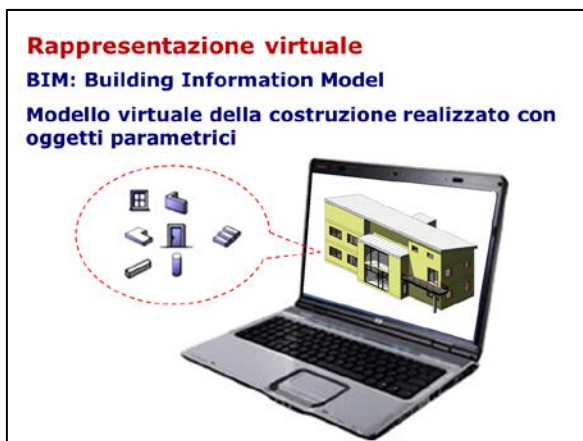 Rappresentazione virtuale
BIM: Building Information Model
Modello virtuale della costruzione realizzato con
oggetti parametrici